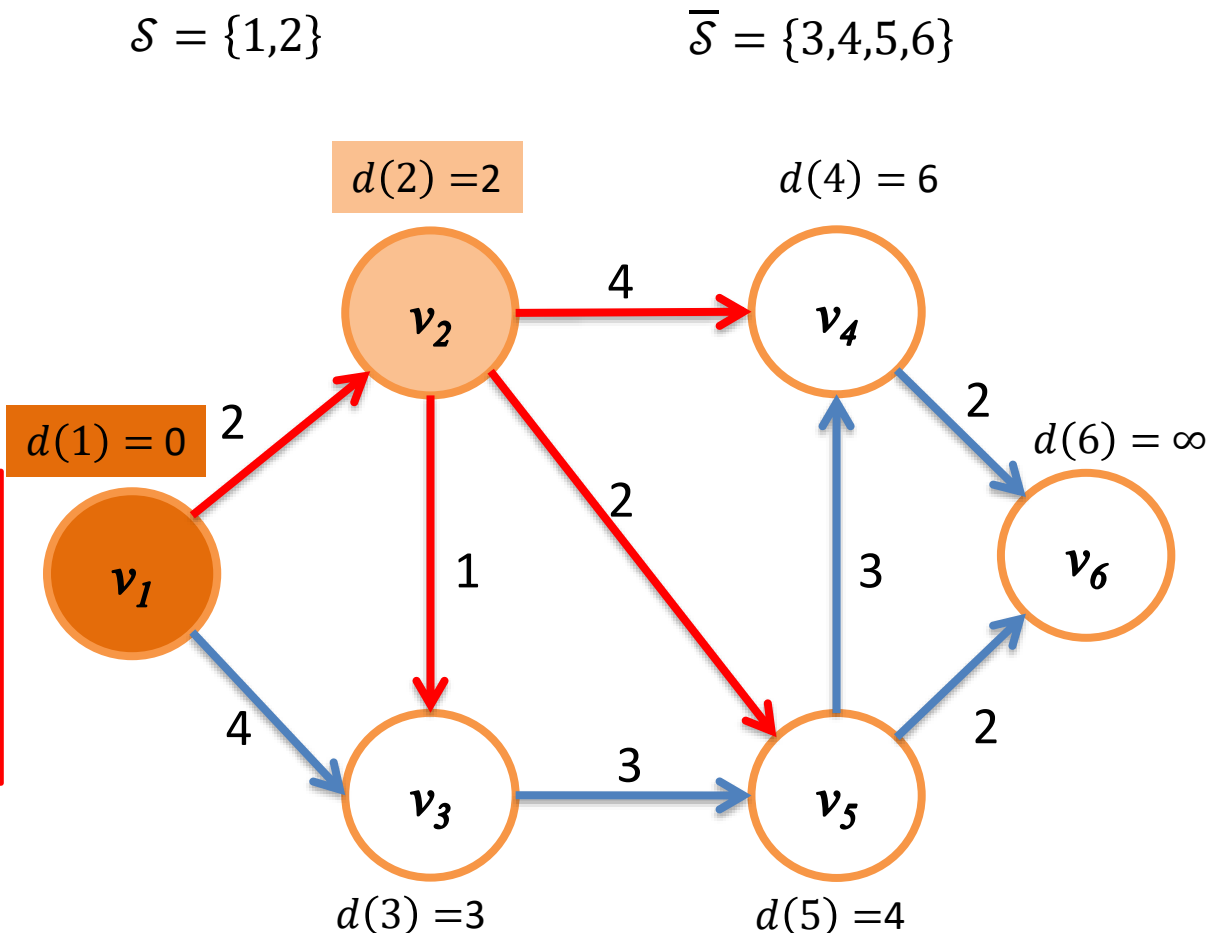 𝒮 = {1,2}
𝒮̅ = {3,4,5,6}
d(2) =2
d(4) = 6
4
v₂
v₄
2
2
d(1) = 0
d(6) = ∞
2
1
3
v₁
v₆
4
3
2
v₃
v₅
d(3) =3
d(5) =4